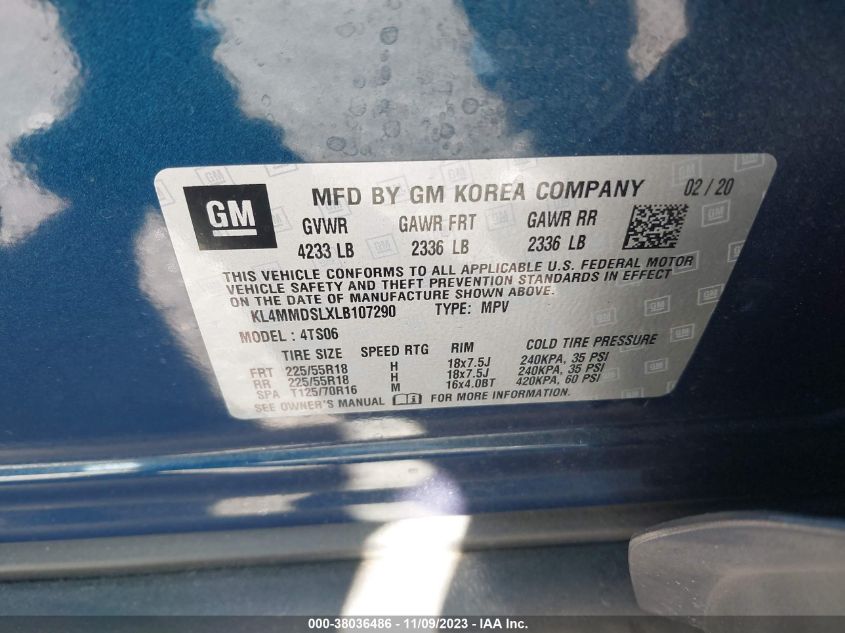 GM
MFD BY GM KOREA COMPANY 02 / 20
GVWR GAWR FRT GAWR RR
4233 LB 2336 LB 2336 LB
THIS VEHICLE CONFORMS TO ALL APPLICABLE U.S. FEDERAL MOTOR
VEHICLE SAFETY AND THEFT PREVENTION STANDARDS IN EFFECT
ON THE DATE OF MANUFACTURE SHOWN ABOVE.
KL4MMDSLXLB107290 TYPE: MPV
MODEL : 4TS06
TIRE SIZE SPEED RTG RIM COLD TIRE PRESSURE
FRT 225/55R18 H 18x7.5J 240KPA, 35 PSI
RR 225/55R18 H 18x7.5J 240KPA, 35 PSI
SPA T125/70R16 M 16x4.0BT 420KPA, 60 PSI
SEE OWNER'S MANUAL FOR MORE INFORMATION.
000-38036486 - 11/09/2023 - IAA Inc.